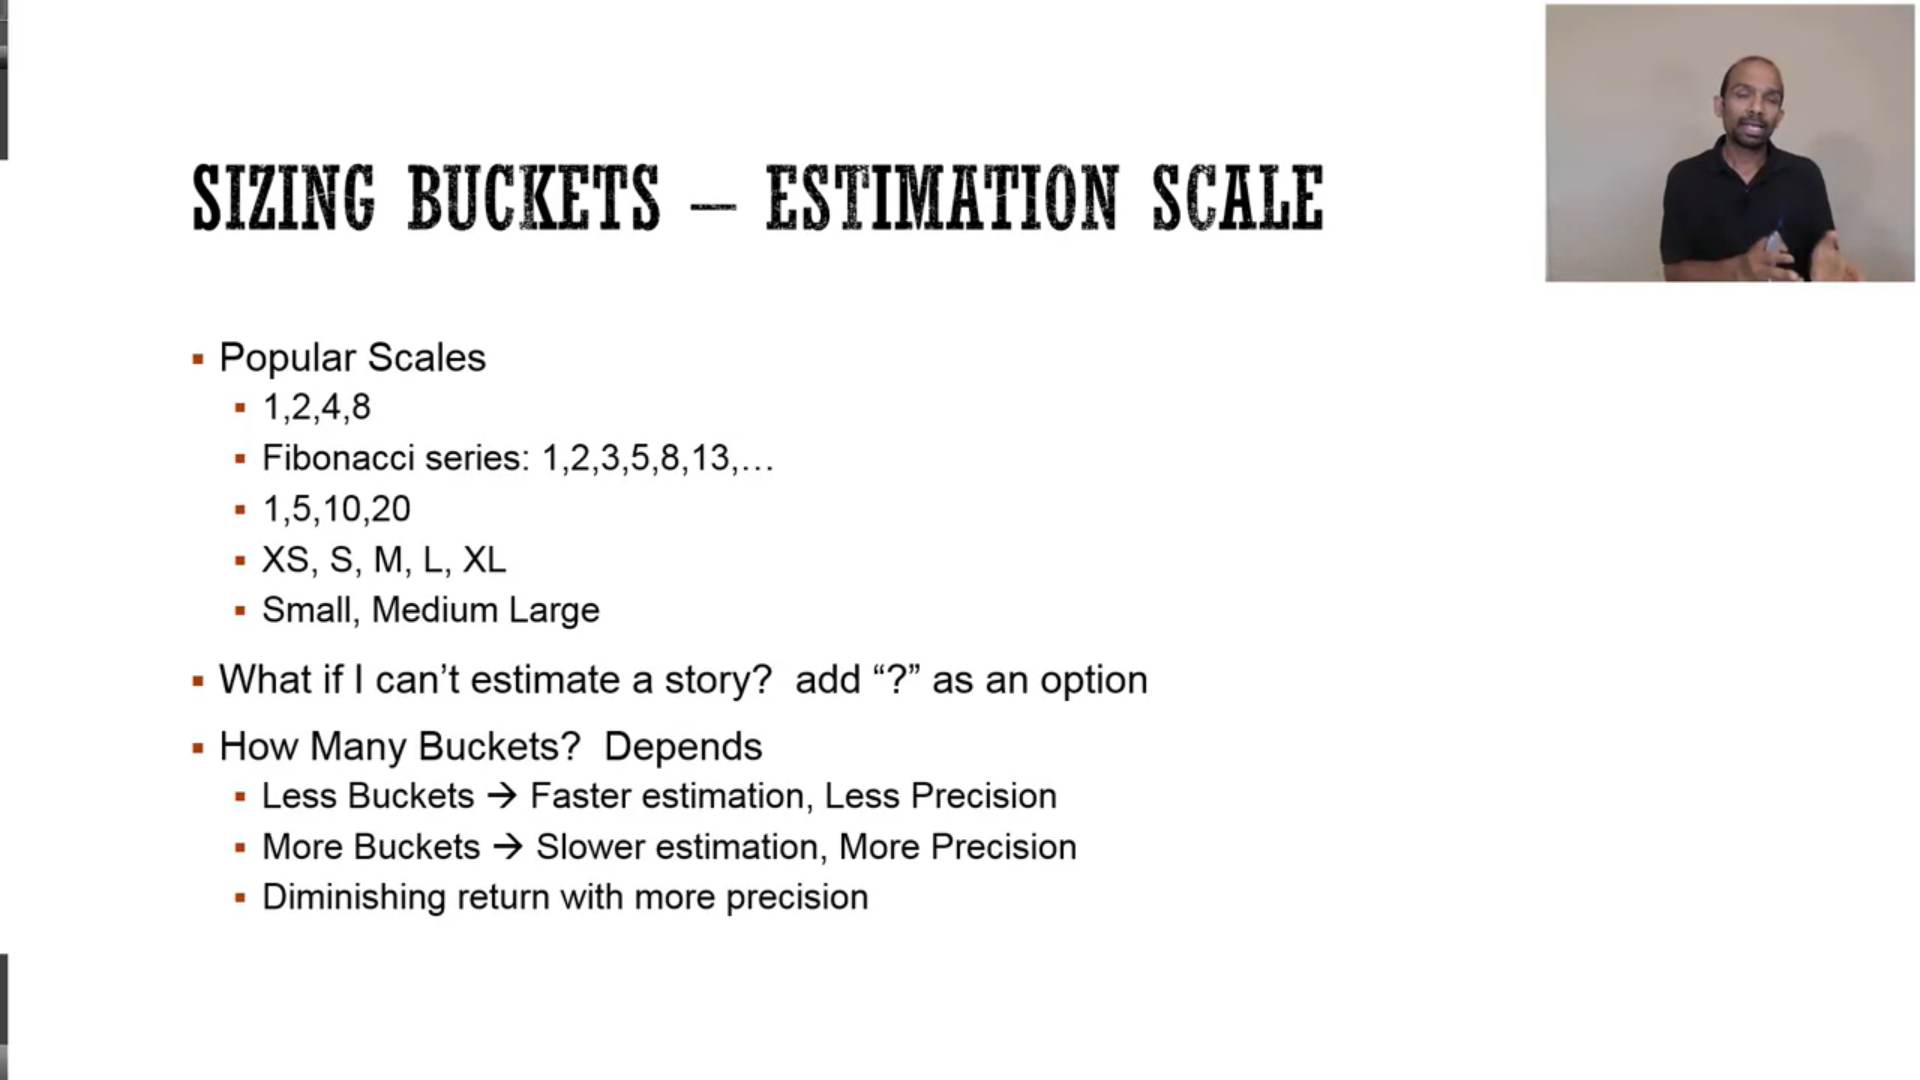 SIZING BUCKETS – ESTIMATION SCALE
▪ Popular Scales
▪ 1,2,4,8
▪ Fibonacci series: 1,2,3,5,8,13,…
▪ 1,5,10,20
▪ XS, S, M, L, XL
▪ Small, Medium Large
▪ What if I can’t estimate a story?  add “?” as an option
▪ How Many Buckets?  Depends
▪ Less Buckets → Faster estimation, Less Precision
▪ More Buckets → Slower estimation, More Precision
▪ Diminishing return with more precision